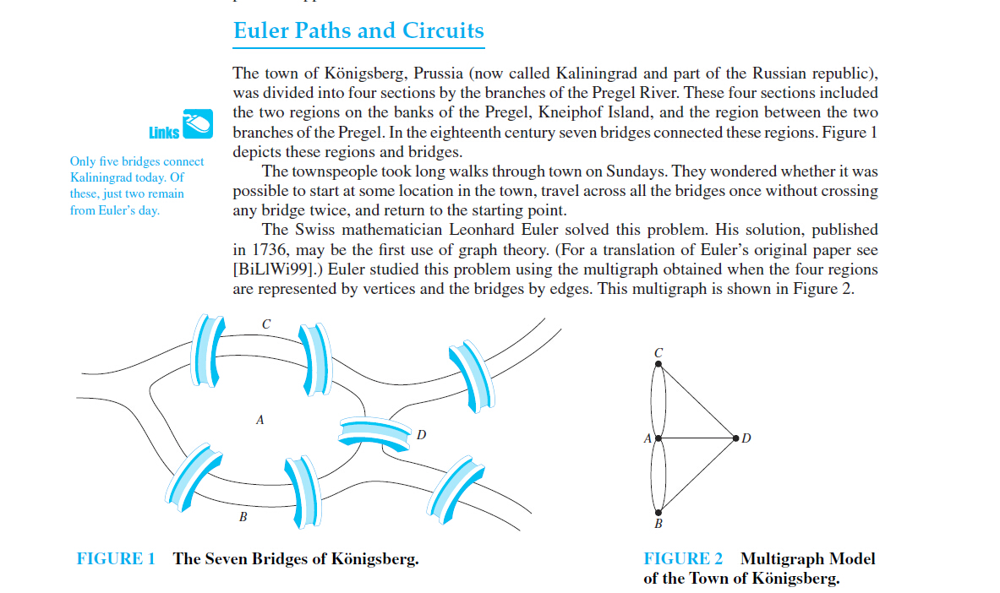 Euler Paths and Circuits
The town of Königsberg, Prussia (now called Kaliningrad and part of the Russian republic),
was divided into four sections by the branches of the Pregel River. These four sections included
the two regions on the banks of the Pregel, Kneiphof Island, and the region between the two
branches of the Pregel. In the eighteenth century seven bridges connected these regions. Figure 1
depicts these regions and bridges.
Links
Only five bridges connect
Kaliningrad today. Of
these, just two remain
from Euler's day.
The townspeople took long walks through town on Sundays. They wondered whether it was
possible to start at some location in the town, travel across all the bridges once without crossing
any bridge twice, and return to the starting point.
The Swiss mathematician Leonhard Euler solved this problem. His solution, published
in 1736, may be the first use of graph theory. (For a translation of Euler's original paper see
[BiLlWi99].) Euler studied this problem using the multigraph obtained when the four regions
are represented by vertices and the bridges by edges. This multigraph is shown in Figure 2.
C
A
D
B
FIGURE 1 The Seven Bridges of Königsberg.
C
A
D
B
FIGURE 2 Multigraph Model
of the Town of Königsberg.